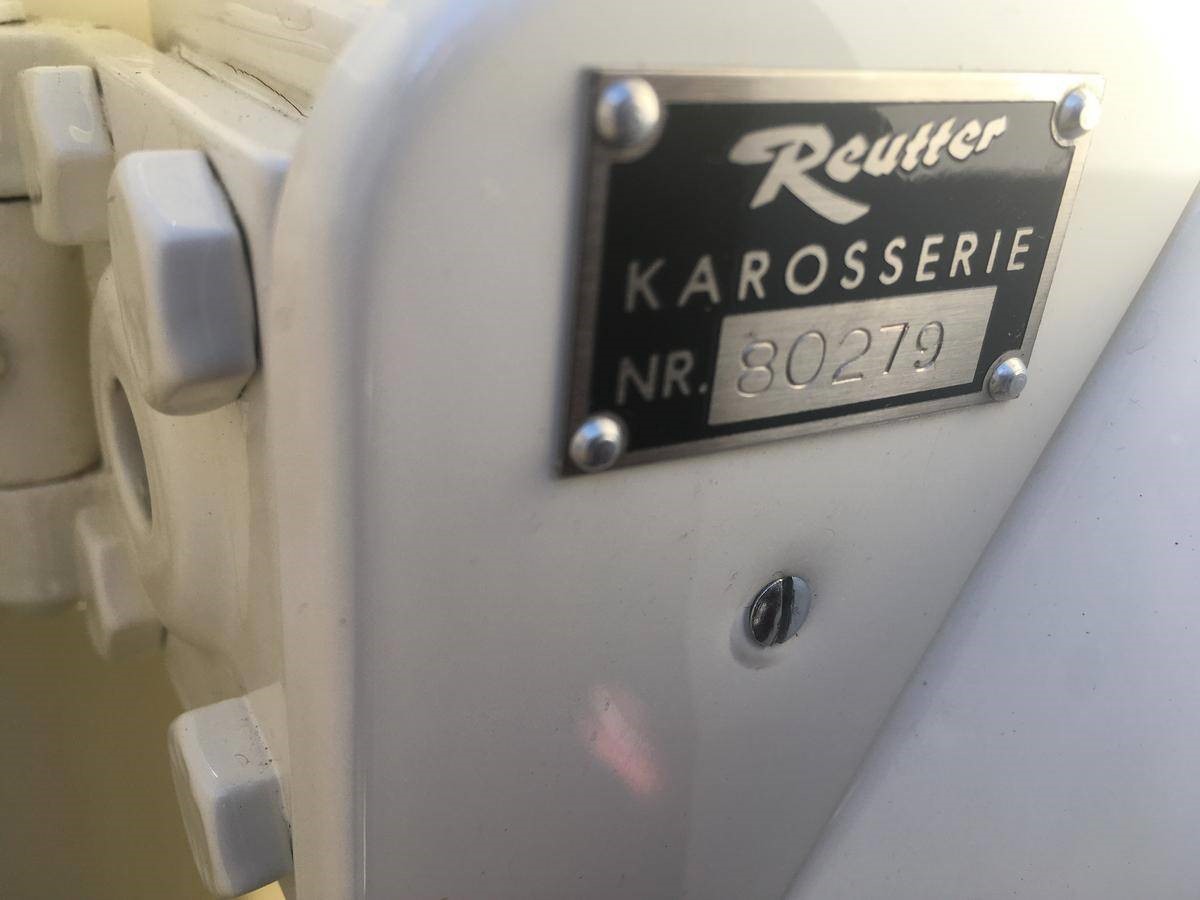 Reutter
KAROSSERIE
NR. 80279